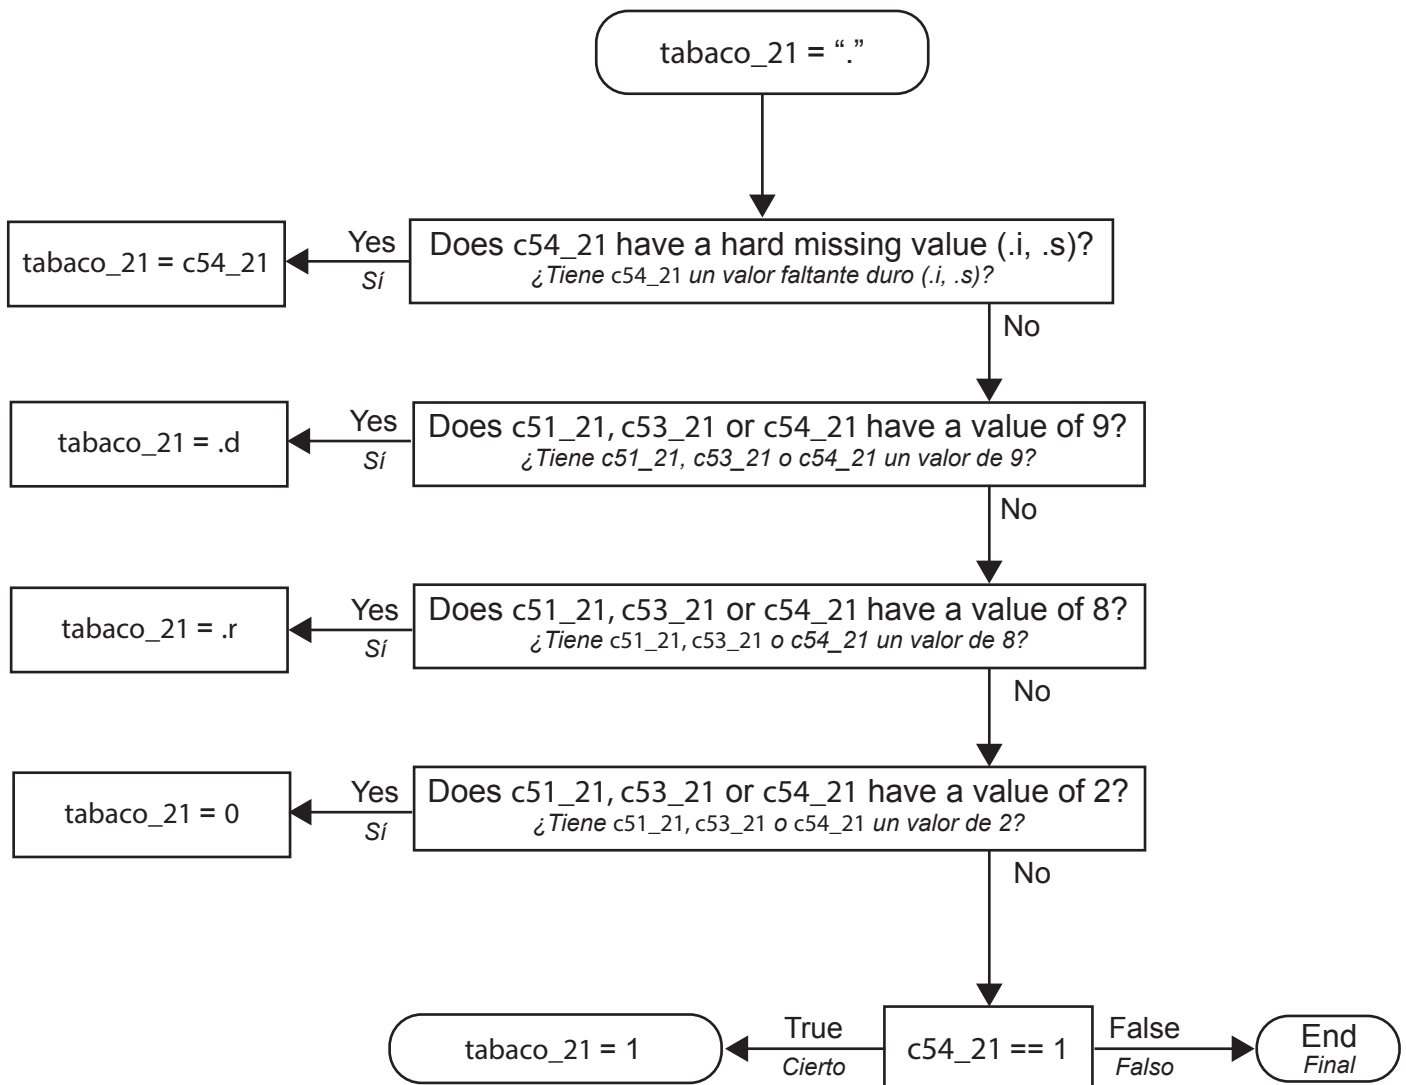 tabaco_21 = “.”
Does c54_21 have a hard missing value (.i, .s)?
¿Tiene c54_21 un valor faltante duro (.i, .s)?
Yes
Sí
tabaco_21 = c54_21
No
Does c51_21, c53_21 or c54_21 have a value of 9?
¿Tiene c51_21, c53_21 o c54_21 un valor de 9?
Yes
Sí
tabaco_21 = .d
No
Does c51_21, c53_21 or c54_21 have a value of 8?
¿Tiene c51_21, c53_21 o c54_21 un valor de 8?
Yes
Sí
tabaco_21 = .r
No
Does c51_21, c53_21 or c54_21 have a value of 2?
¿Tiene c51_21, c53_21 o c54_21 un valor de 2?
Yes
Sí
tabaco_21 = 0
No
c54_21 == 1
True
Cierto
tabaco_21 = 1
False
Falso
End
Final